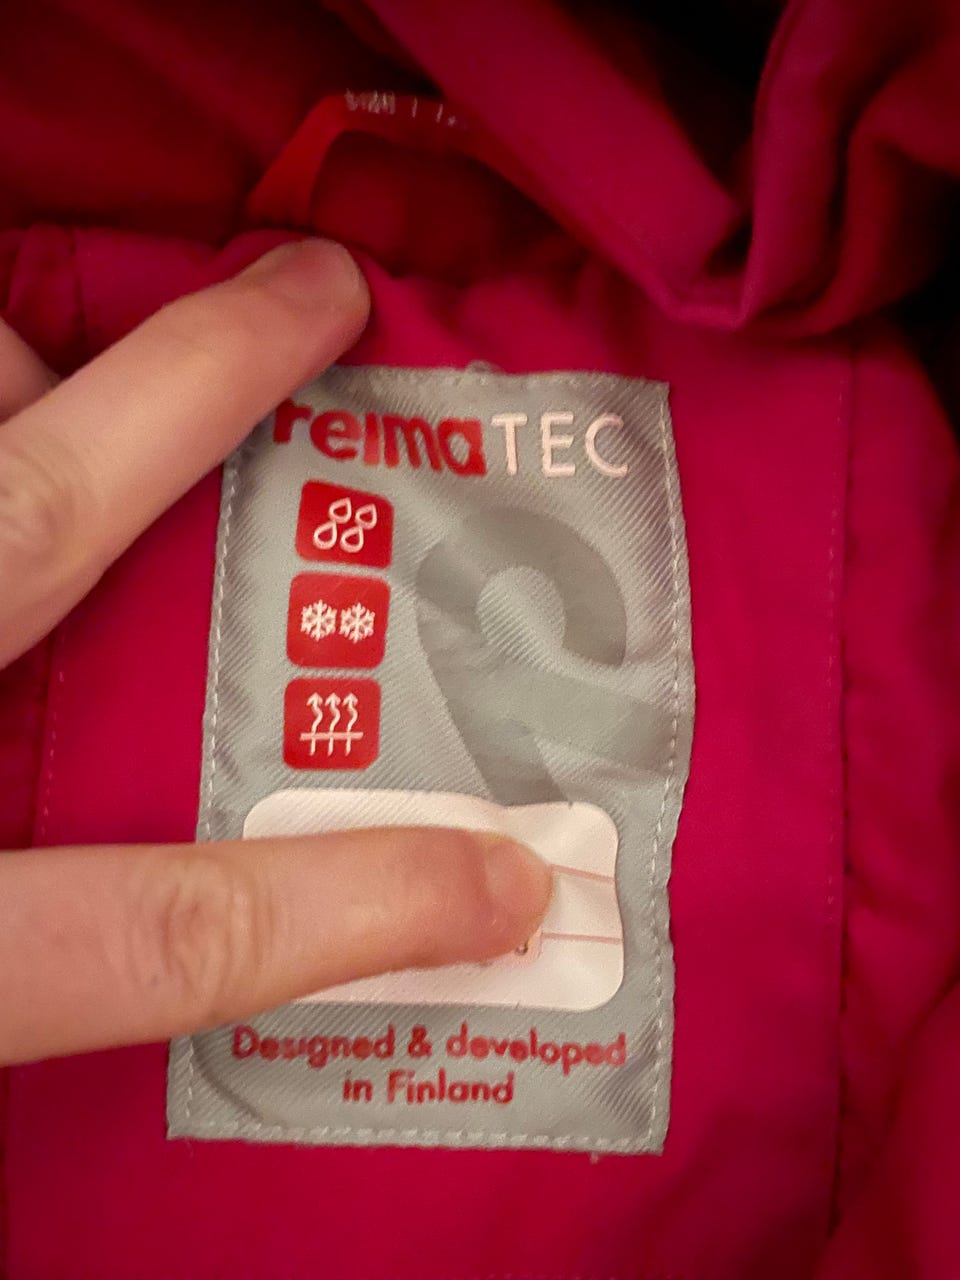 reimaTEC
Designed & developed
in Finland